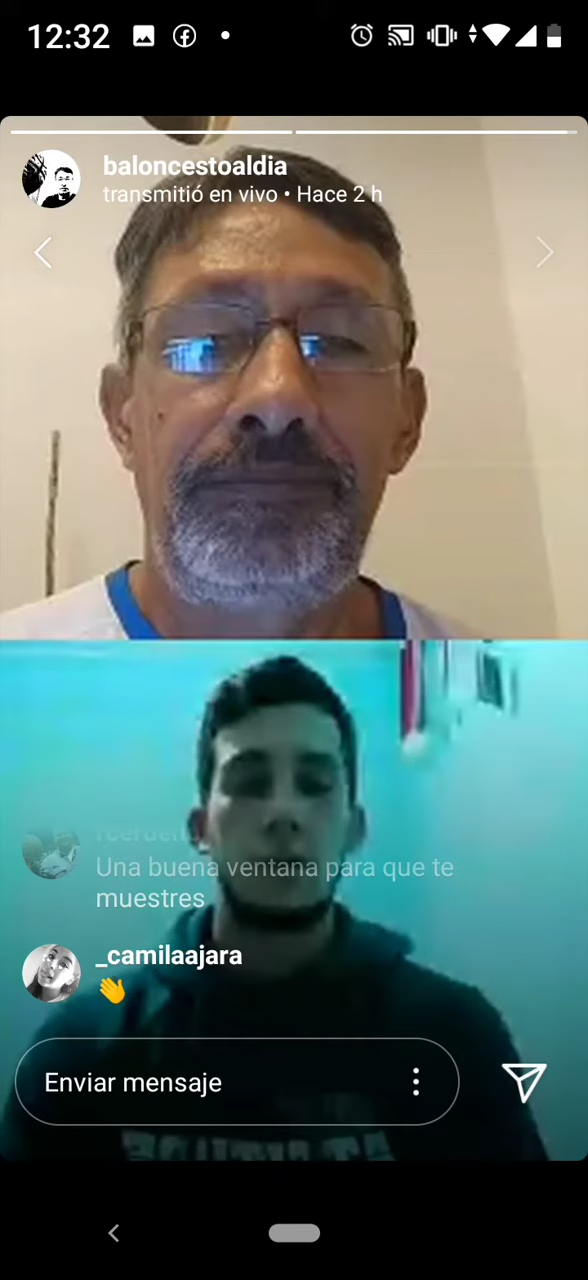 12:32
baloncestoaldia
transmitió en vivo • Hace 2 h
Una buena ventana para que te
muestres
_camilaajara
👋
Enviar mensaje